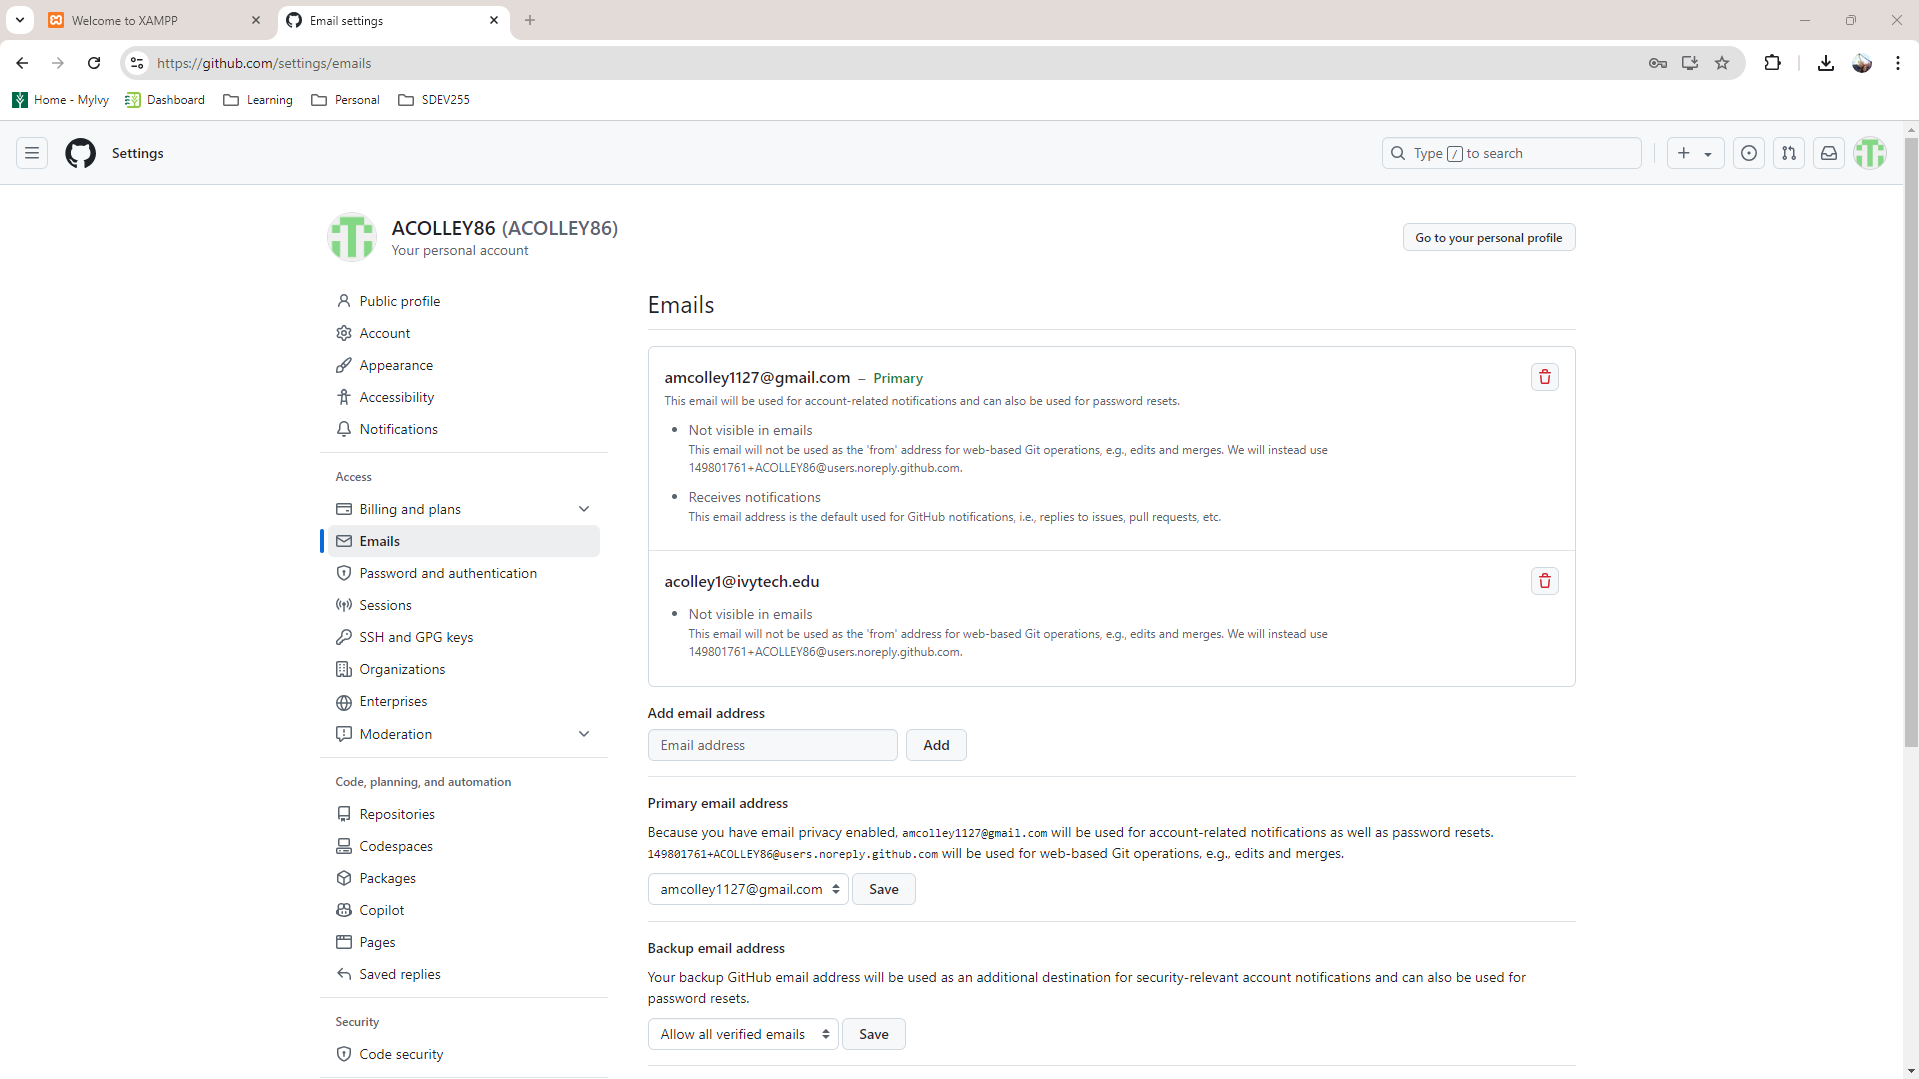 Welcome to XAMPP
Email settings
https://github.com/settings/emails
Home - MyIvy
Dashboard
Learning
Personal
SDEV255
Settings
Type / to search
ACOLLEY86 (ACOLLEY86)
Your personal account
Go to your personal profile
Public profile
Account
Appearance
Accessibility
Notifications
Access
Billing and plans
Emails
Password and authentication
Sessions
SSH and GPG keys
Organizations
Enterprises
Moderation
Code, planning, and automation
Repositories
Codespaces
Packages
Copilot
Pages
Saved replies
Security
Code security
Emails
amcolley1127@gmail.com – Primary
This email will be used for account-related notifications and can also be used for password resets.
Not visible in emails
This email will not be used as the 'from' address for web-based Git operations, e.g., edits and merges. We will instead use
149801761+ACOLLEY86@users.noreply.github.com.
Receives notifications
This email address is the default used for GitHub notifications, i.e., replies to issues, pull requests, etc.
acolley1@ivytech.edu
Not visible in emails
This email will not be used as the 'from' address for web-based Git operations, e.g., edits and merges. We will instead use
149801761+ACOLLEY86@users.noreply.github.com.
Add email address
Email address
Add
Primary email address
Because you have email privacy enabled, amcolley1127@gmail.com will be used for account-related notifications as well as password resets.
149801761+ACOLLEY86@users.noreply.github.com will be used for web-based Git operations, e.g., edits and merges.
amcolley1127@gmail.com
Save
Backup email address
Your backup GitHub email address will be used as an additional destination for security-relevant account notifications and can also be used for
password resets.
Allow all verified emails
Save